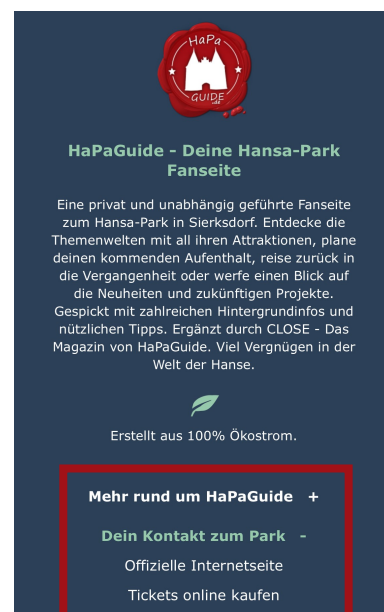 HaPa
GUIDE
.de
HaPaGuide - Deine Hansa-Park
Fanseite
Eine privat und unabhängig geführte Fanseite
zum Hansa-Park in Sierksdorf. Entdecke die
Themenwelten mit all ihren Attraktionen, plane
deinen kommenden Aufenthalt, reise zurück in
die Vergangenheit oder werfe einen Blick auf
die Neuheiten und zukünftigen Projekte.
Gespickt mit zahlreichen Hintergrundinfos und
nützlichen Tipps. Ergänzt durch CLOSE - Das
Magazin von HaPaGuide. Viel Vergnügen in der
Welt der Hanse.
Erstellt aus 100% Ökostrom.
Mehr rund um HaPaGuide +
Dein Kontakt zum Park -
Offizielle Internetseite
Tickets online kaufen